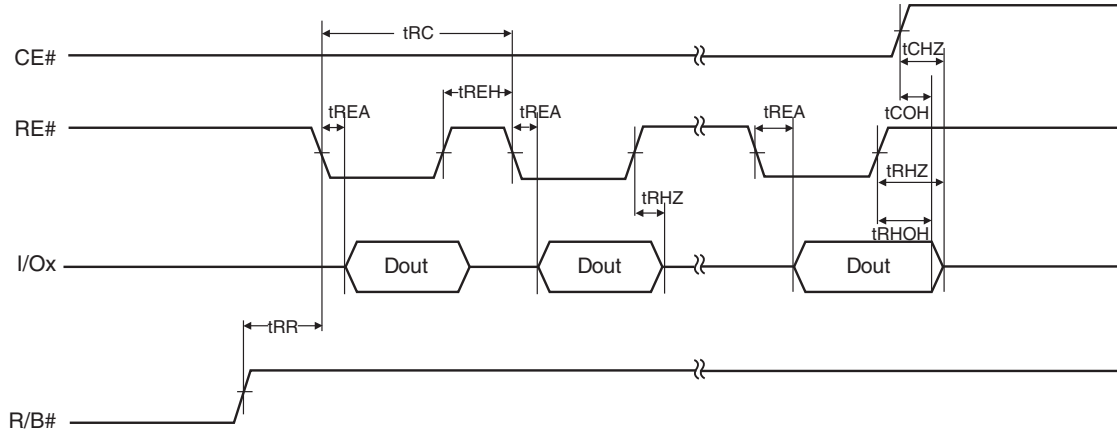 tRC
CE#
tCHZ
tREH
tREA
tREA
tREA
tCOH
RE#
tRHZ
tRHZ
tRHOH
I/Ox
Dout
Dout
Dout
tRR
R/B#